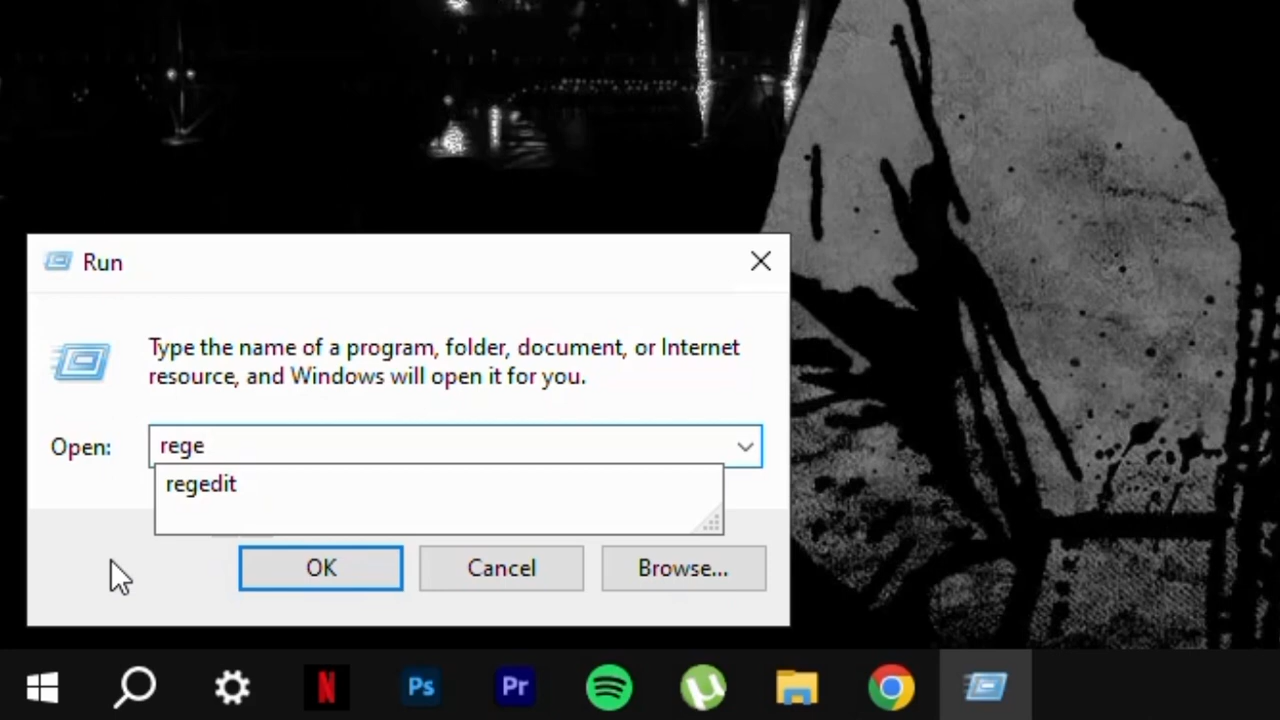 Run
Type the name of a program, folder, document, or Internet
resource, and Windows will open it for you.
Open: rege
regedit
OK Cancel Browse...
N Ps Pr µ